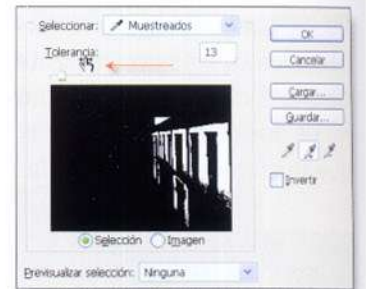 Seleccionar: Muestreados
OK
Tolerancia: 13
Cancelar
Cargar...
Guardar...
Invertir
Selección Imagen
Previsualizar selección: Ninguna